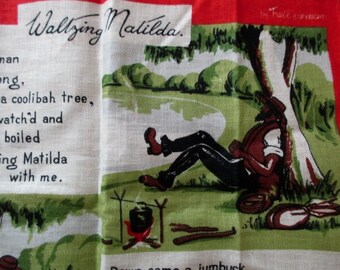 Waltzing Matilda.
man
ng,
a coolibah tree,
watch'd and
boiled
ing Matilda
with me.
Down came a jumbuck